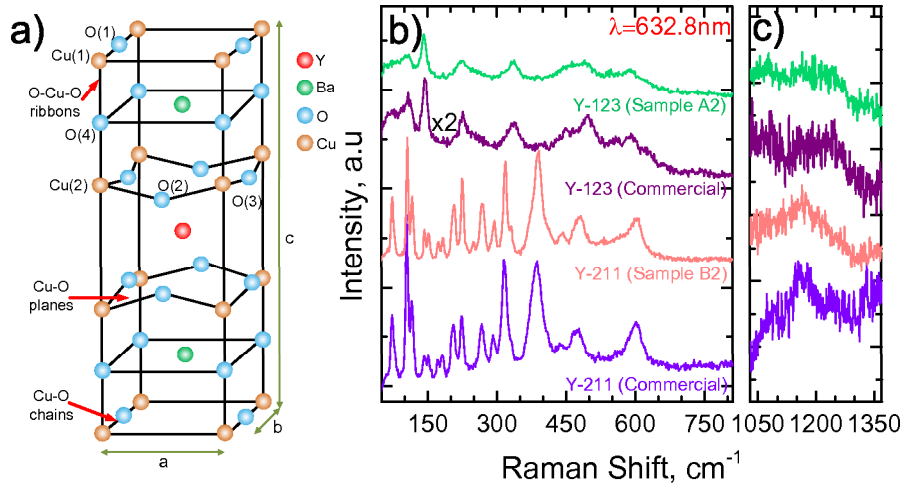 a)
O(1)
Cu(1)
O-Cu-O
ribbons
O(4)
Cu(2)
O(2)
O(3)
Cu-O
planes
Cu-O
chains
a
b
c
Y
Ba
O
Cu
b)
λ=632.8nm
Y-123 (Sample A2)
x2
Y-123 (Commercial)
Y-211 (Sample B2)
Y-211 (Commercial)
Intensity, a.u
150 300 450 600 750
c)
1050 1200 1350
Raman Shift, cm-1